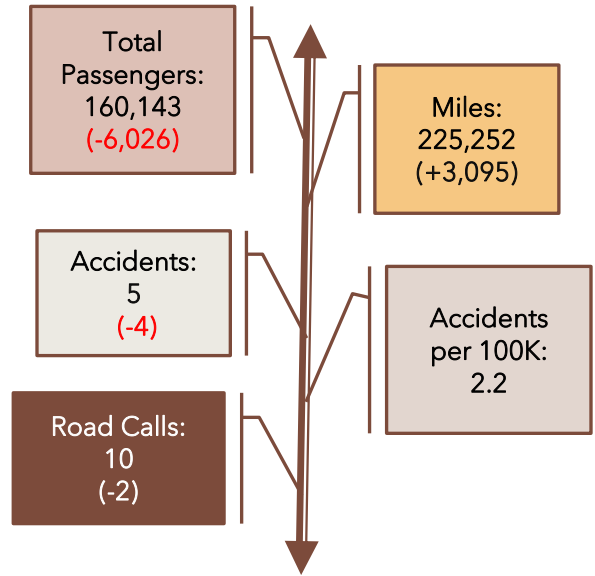 Total
Passengers:
160,143
(-6,026)
Miles:
225,252
(+3,095)
Accidents:
5
(-4)
Accidents
per 100K:
2.2
Road Calls:
10
(-2)